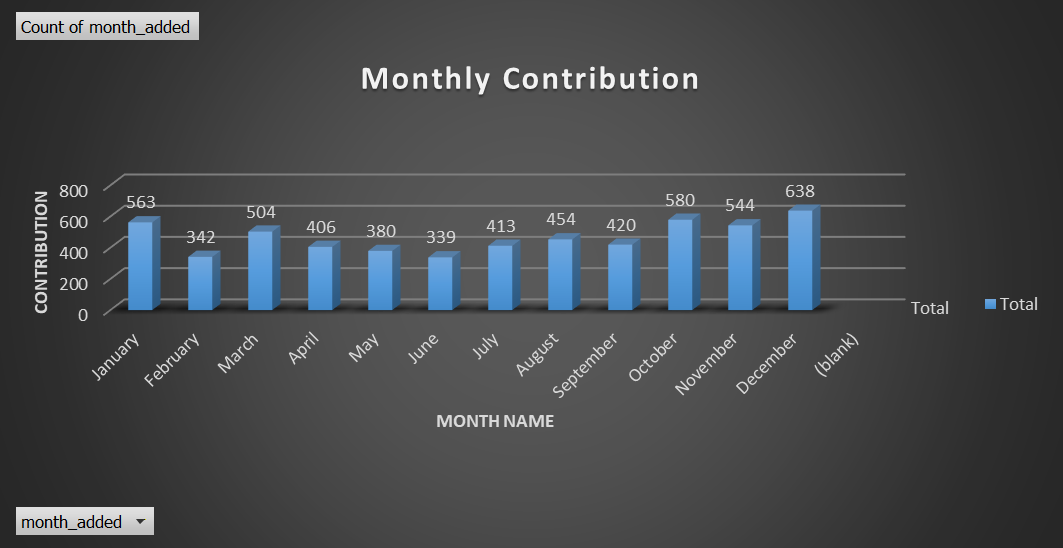 Count of month_added
Monthly Contribution
CONTRIBUTION
800
600
400
200
0
563
342
504
406
380
339
413
454
420
580
544
638
January
February
March
April
May
June
July
August
September
October
November
December
(blank)
Total
Total
MONTH NAME
month_added